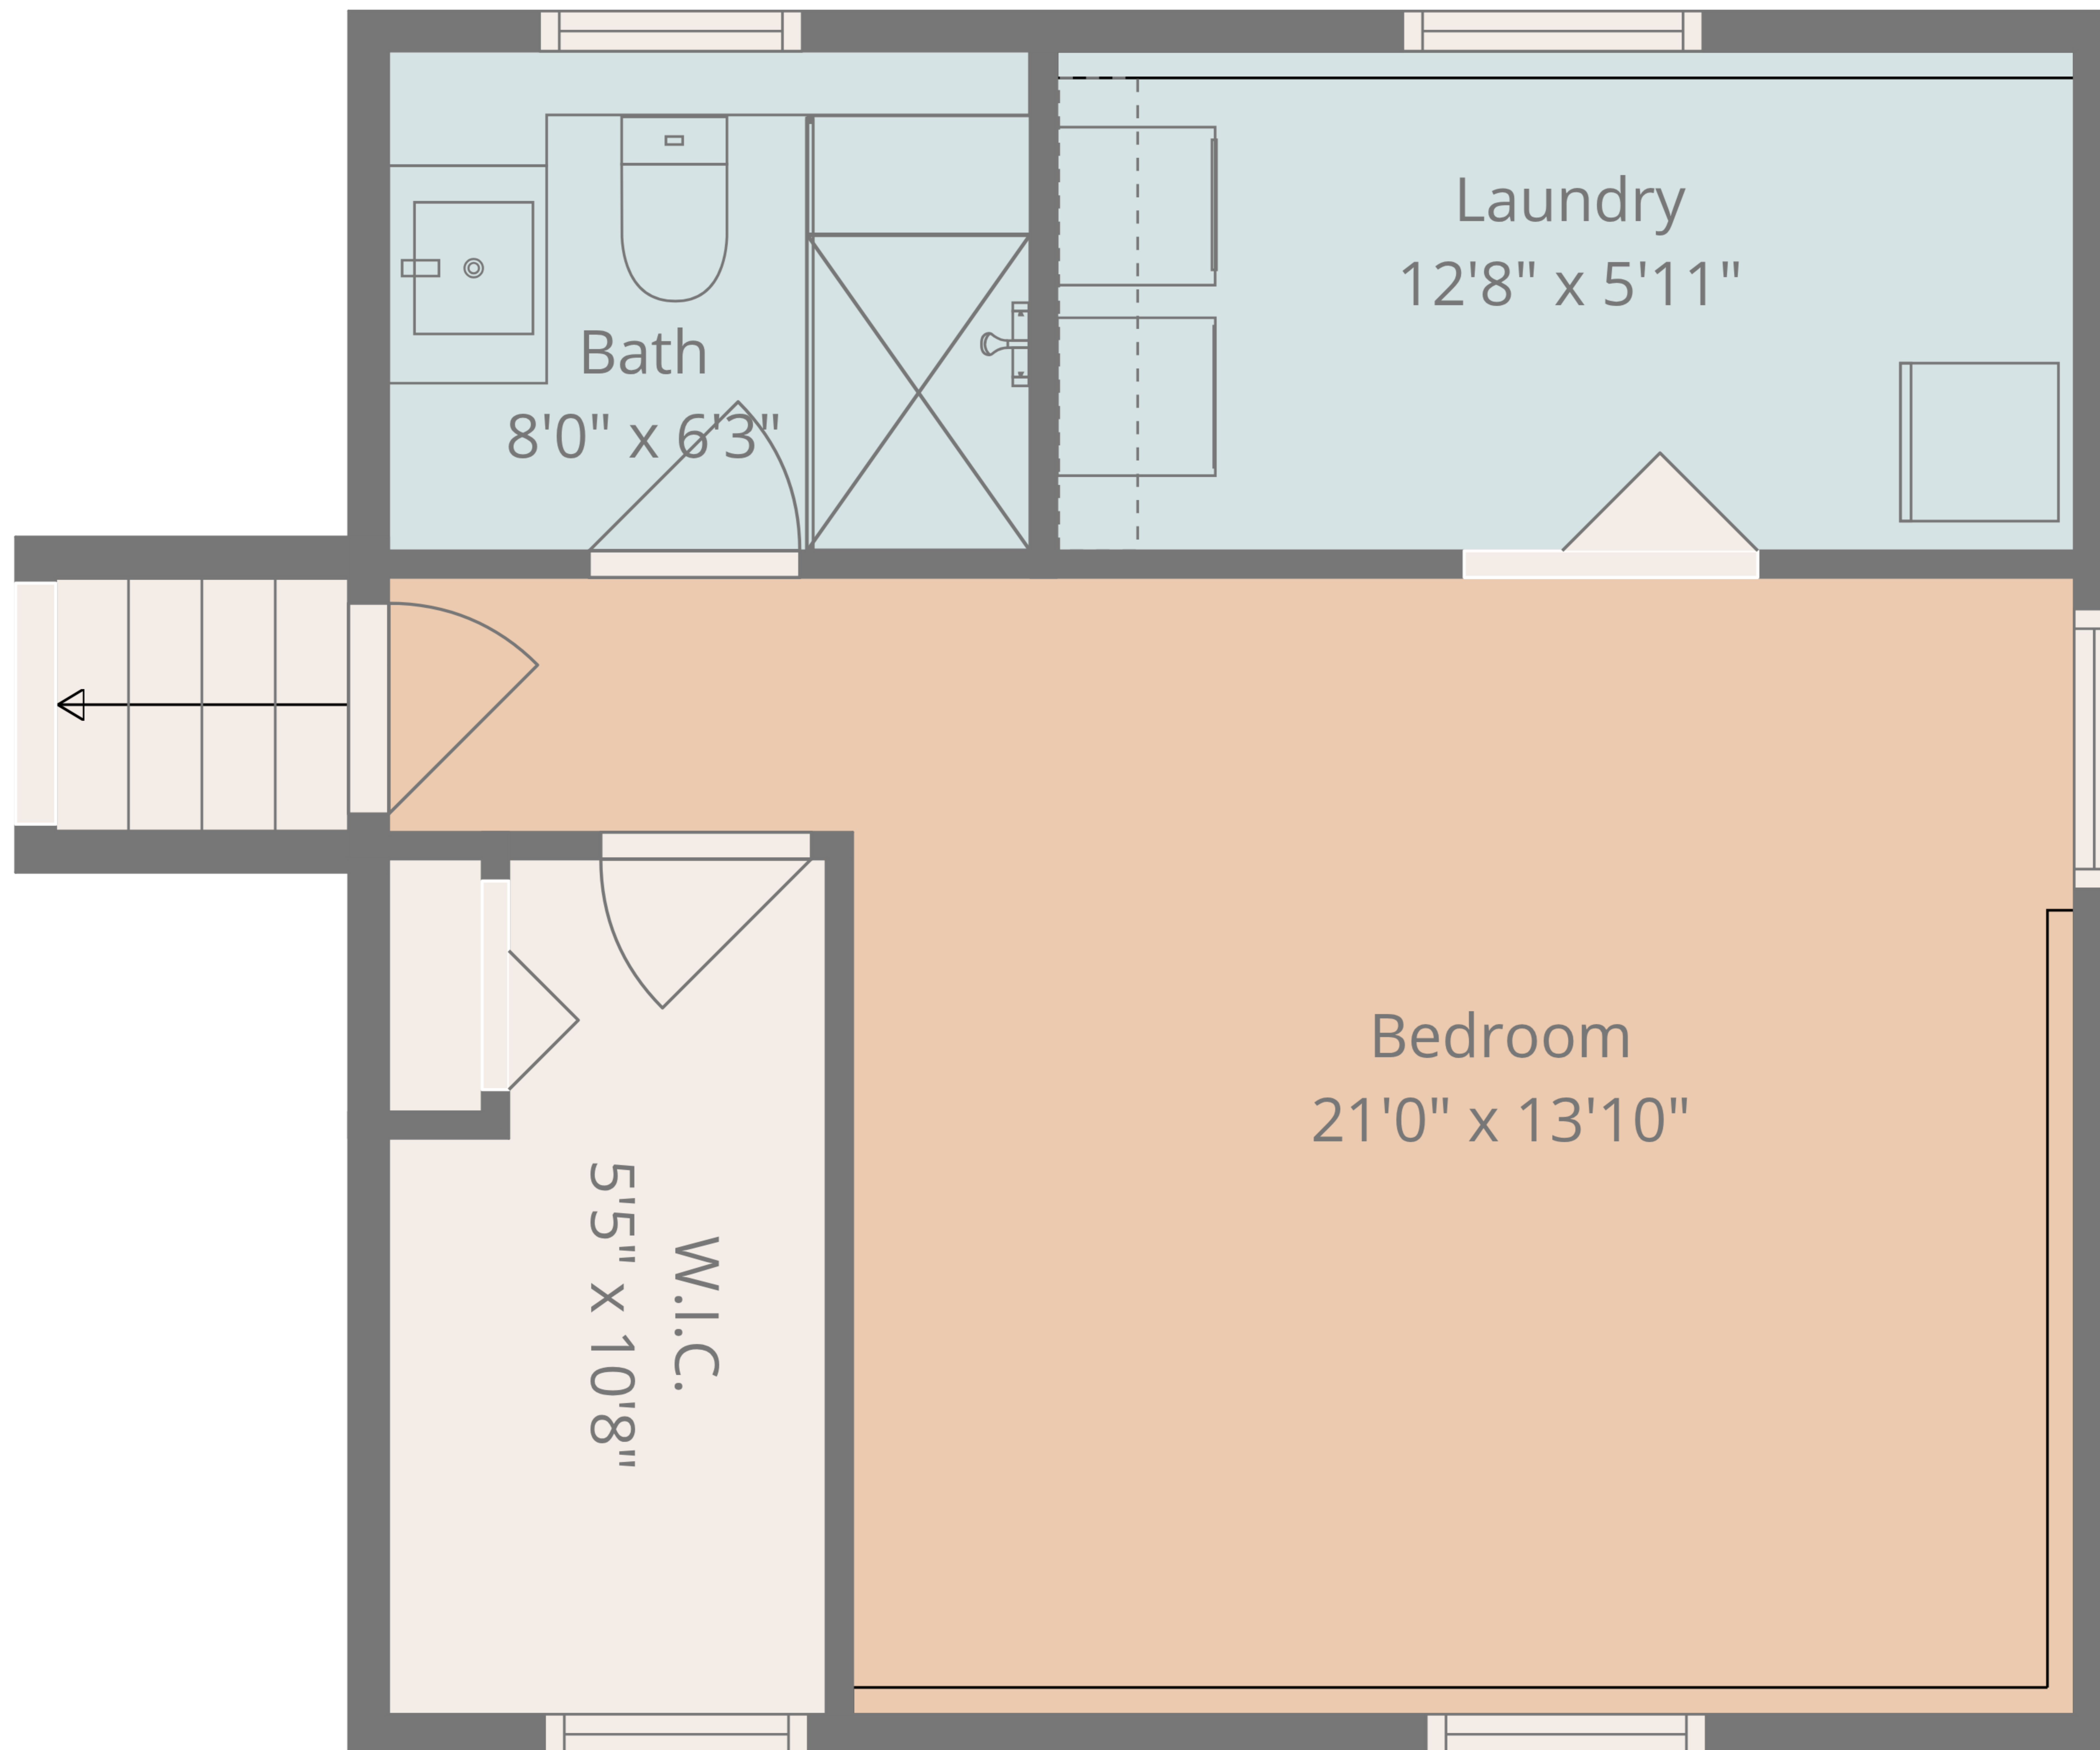 Laundry
12'8" x 5'11"
Bath
8'0" x 6'3"
Bedroom
21'0" x 13'10"
W.I.C.
5'5" x 10'8"